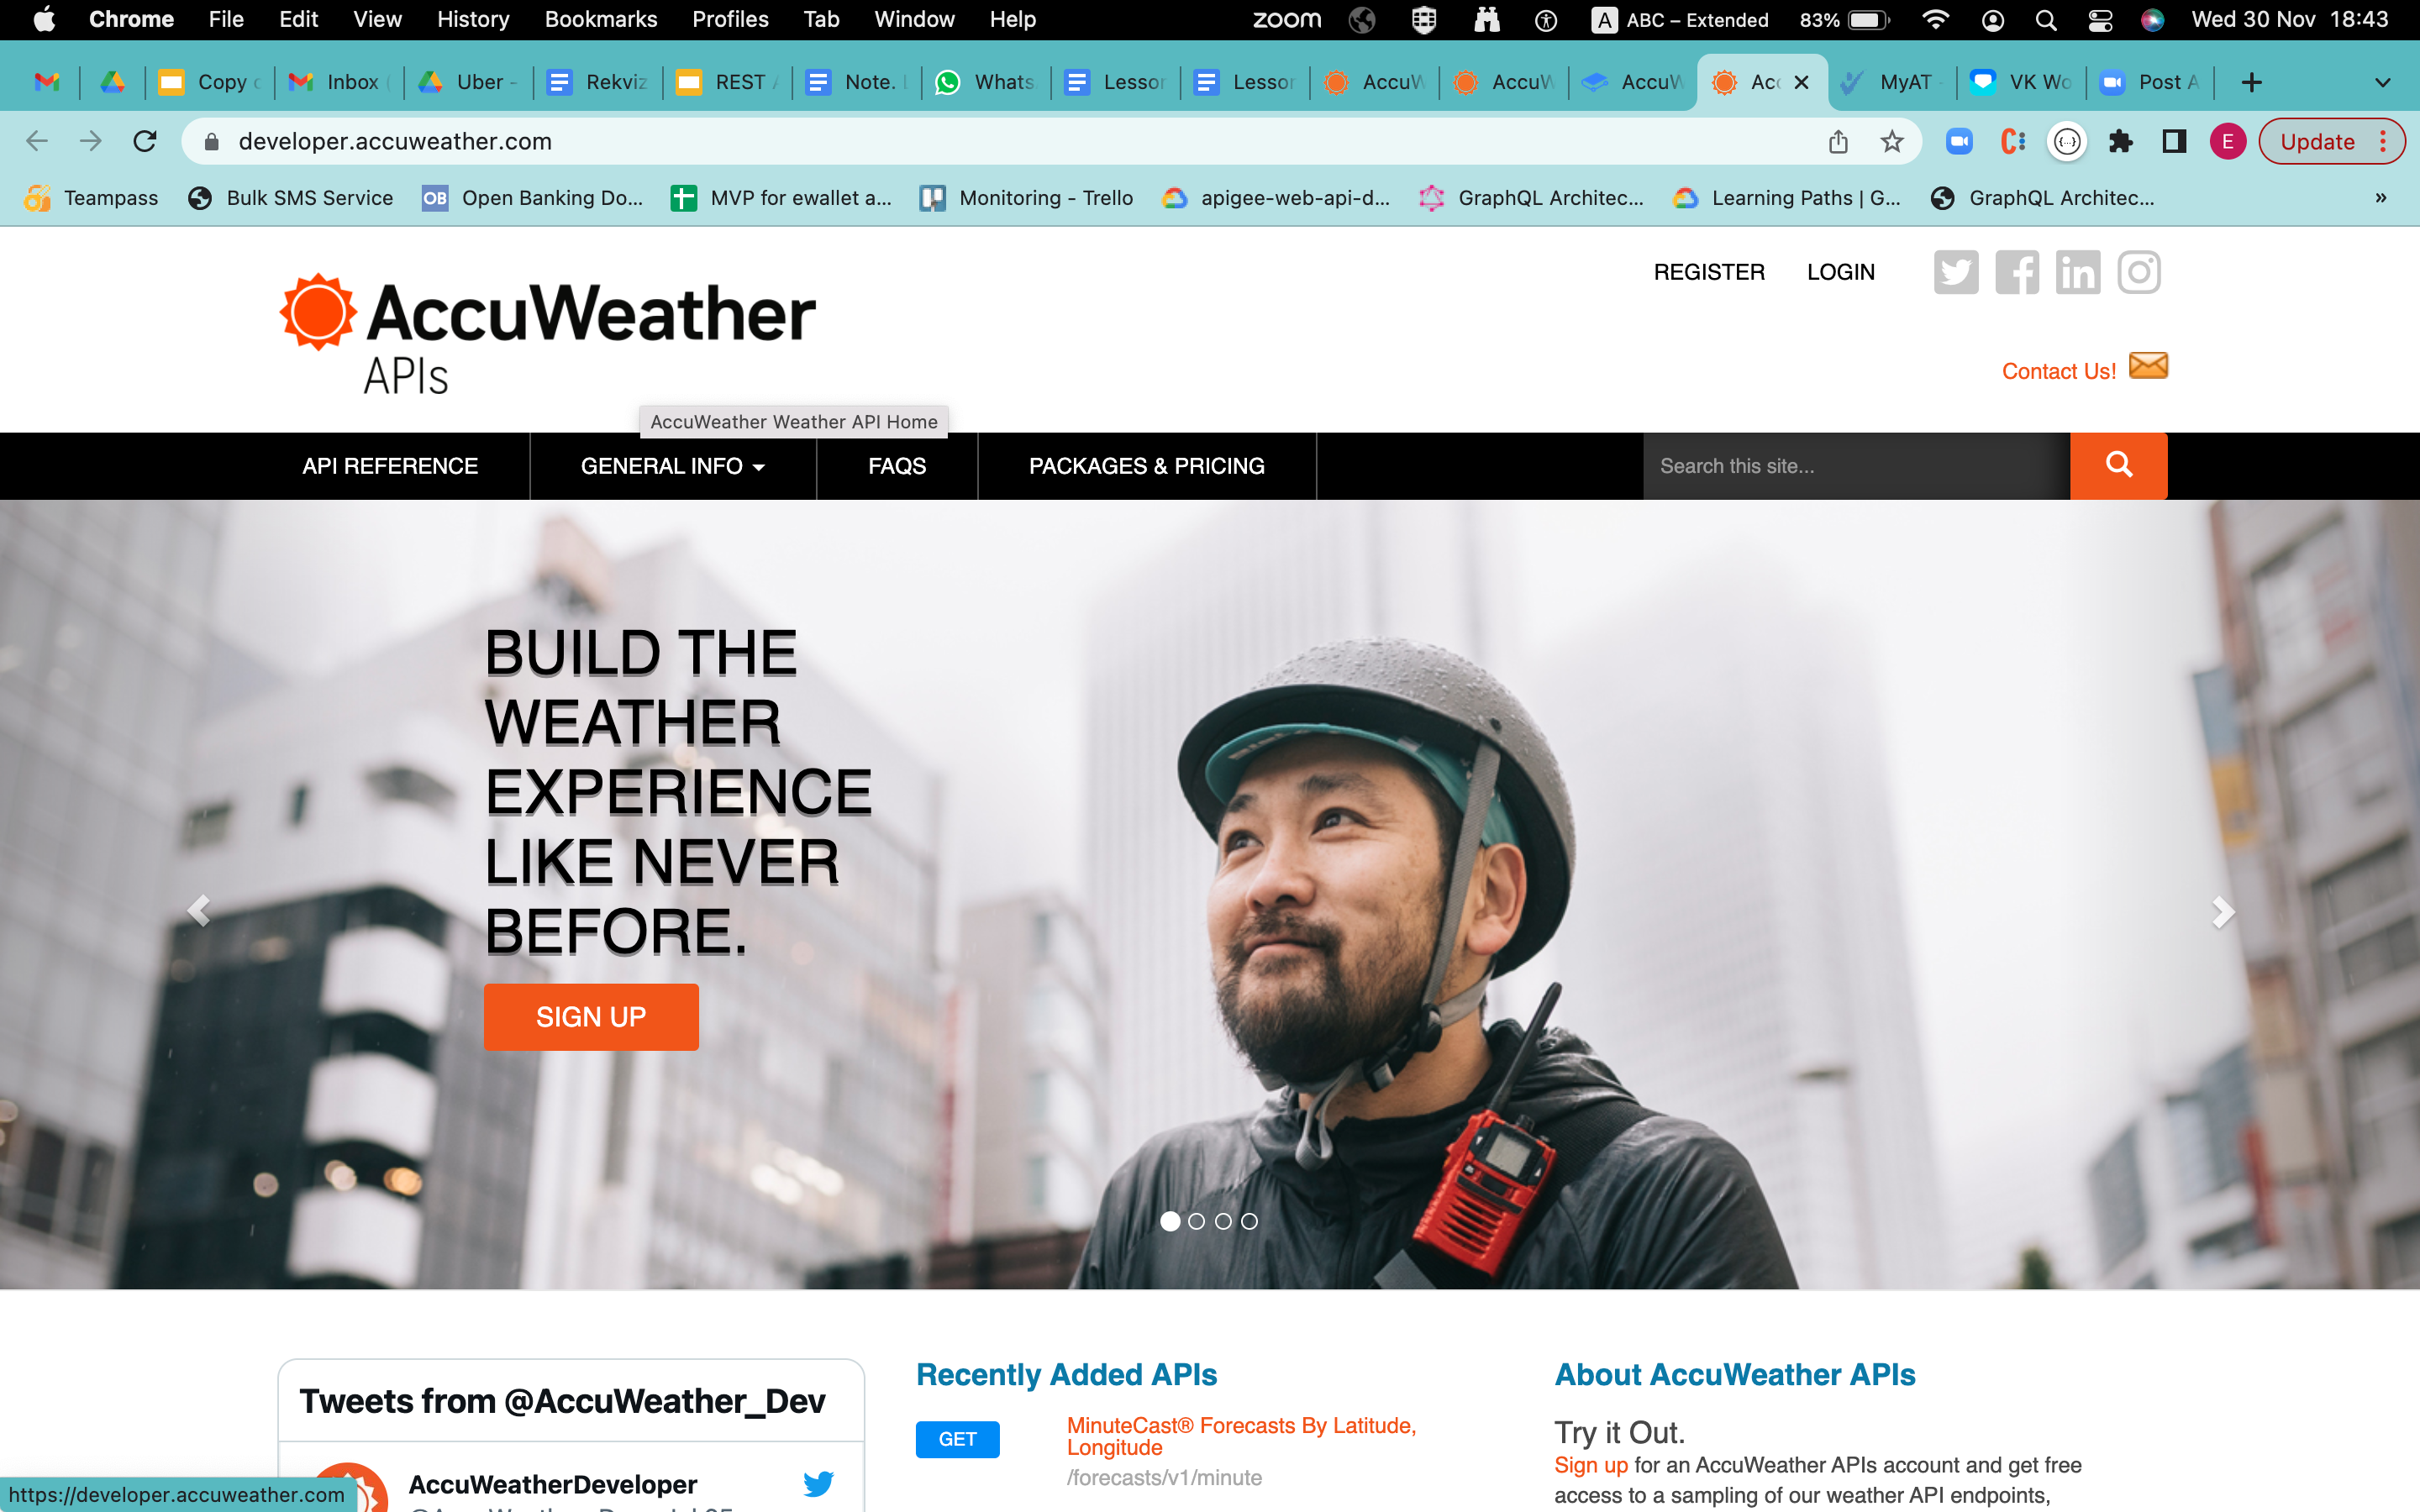 Chrome File Edit View History Bookmarks Profiles Tab Window Help zoom A ABC – Extended 83% Wed 30 Nov 18:43
Copy Inbox Uber - Rekviz REST Note. Whats Lessor Lessor AccuW AccuW AccuW Acc MyAT VK Wo Post A
developer.accuweather.com E Update
Teampass Bulk SMS Service OB Open Banking Do... MVP for ewallet a... Monitoring - Trello apigee-web-api-d... GraphQL Architec... Learning Paths | G... GraphQL Architec... »
REGISTER LOGIN
AccuWeather
APIs
Contact Us!
AccuWeather Weather API Home
API REFERENCE GENERAL INFO FAQS PACKAGES & PRICING Search this site...
BUILD THE
WEATHER
EXPERIENCE
LIKE NEVER
BEFORE.
SIGN UP
Tweets from @AccuWeather_Dev
AccuWeatherDeveloper
Recently Added APIs
GET MinuteCast® Forecasts By Latitude,
Longitude
/forecasts/v1/minute
About AccuWeather APIs
Try it Out.
Sign up for an AccuWeather APIs account and get free
access to a sampling of our weather API endpoints,
https://developer.accuweather.com